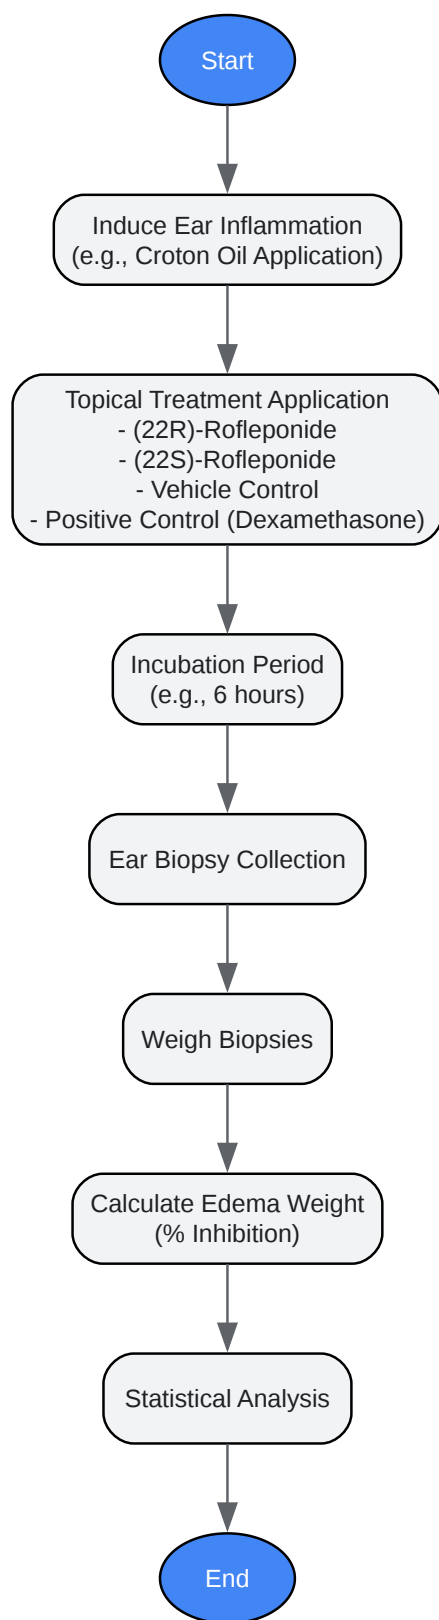 Start
Induce Ear Inflammation
(e.g., Croton Oil Application)
Topical Treatment Application
- (22R)-Rofleponide
- (22S)-Rofleponide
- Vehicle Control
- Positive Control (Dexamethasone)
Incubation Period
(e.g., 6 hours)
Ear Biopsy Collection
Weigh Biopsies
Calculate Edema Weight
(% Inhibition)
Statistical Analysis
End